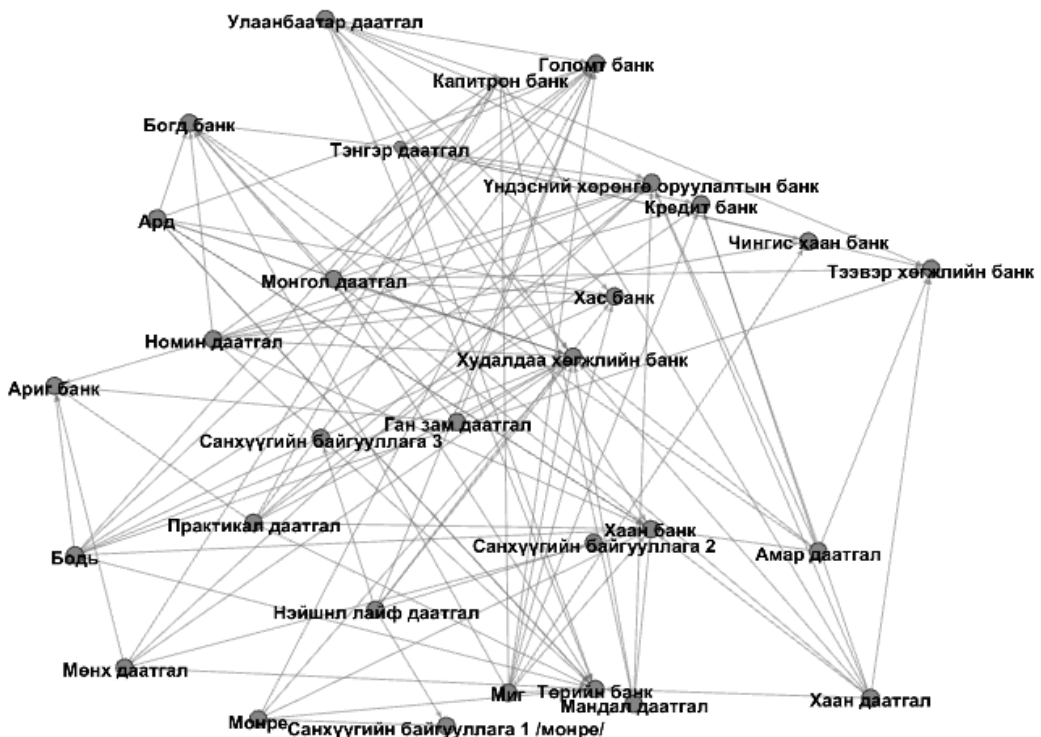 Улаанбаатар даатгал
Голомт банк
Капитрон банк
Богд банк
Тэнгэр даатгал
Үндэсний хөрөнгө оруулалтын банк
Кредит банк
Ард
Чингис хаан банк
Тээвэр хөгжлийн банк
Монгол даатгал
Хас банк
Номин даатгал
Худалдаа хөгжлийн банк
Ариг банк
Ган зам даатгал
Санхүүгийн байгууллага 3
Практикал даатгал
Хаан банк
Санхүүгийн байгууллага 2
Бодь
Амар даатгал
Нэйшнл лайф даатгал
Мөнх даатгал
Миг
Төрийн банк
Мандал даатгал
Хаан даатгал
Монре
Санхүүгийн байгууллага 1 /монре/